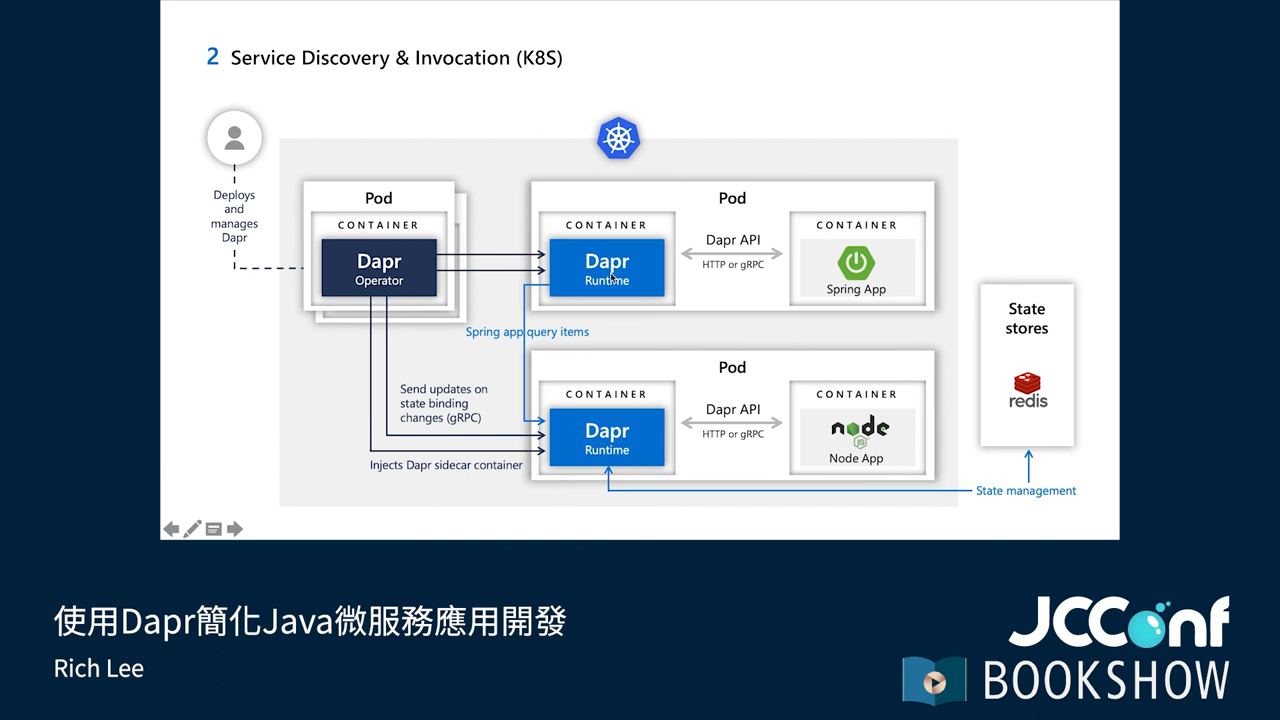 2 Service Discovery & Invocation (K8S)
Deploys
and
manages
Dapr
Pod
CONTAINER
Dapr
Operator
Pod
CONTAINER
Dapr
Runtime
Dapr API
HTTP or gRPC
CONTAINER
Spring App
Spring app query items
Send updates on
state binding
changes (gRPC)
Injects Dapr sidecar container
Pod
CONTAINER
Dapr
Runtime
Dapr API
HTTP or gRPC
CONTAINER
node
JS
Node App
State
stores
redis
State management
使用Dapr簡化Java微服務應用開發
Rich Lee
JCConf
BOOKSHOW